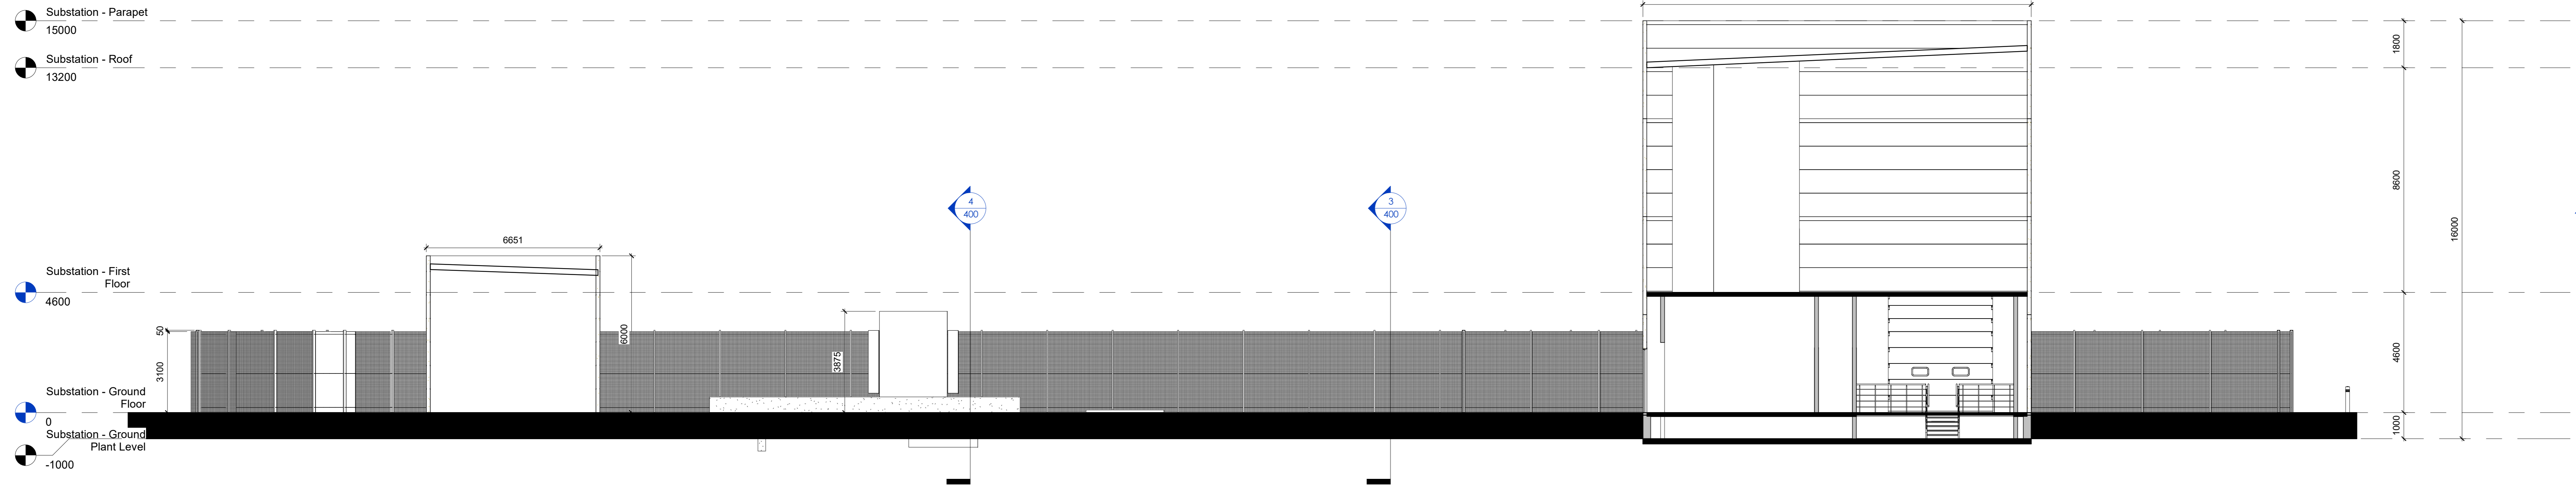 Substation - Parapet
15000
Substation - Roof
13200
1800
8600
16000
4
400
3
400
6651
Substation - First
Floor
4600
50
3100
6000
3875
4600
Substation - Ground
Floor
0
Substation - Ground
Plant Level
-1000
1000